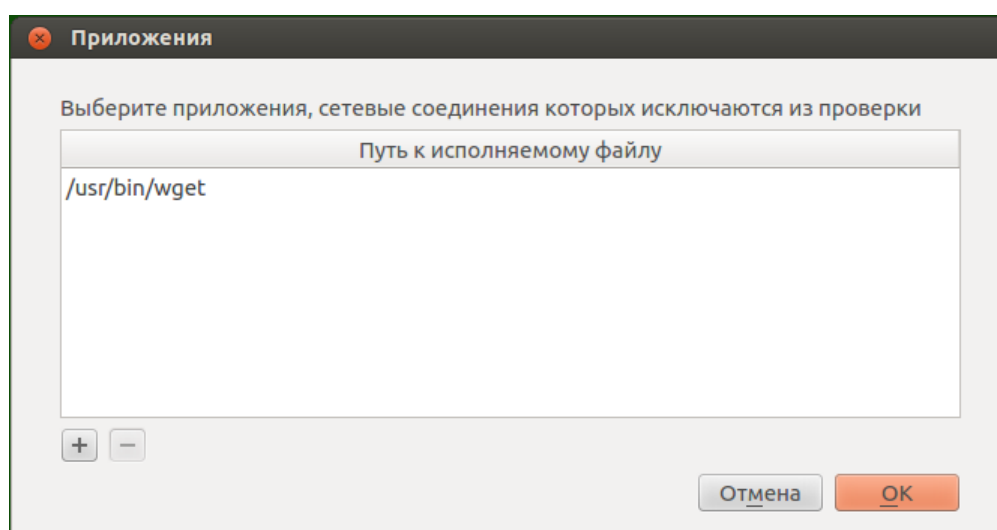 Приложения
Выберите приложения, сетевые соединения которых исключаются из проверки
Путь к исполняемому файлу
/usr/bin/wget
+ −
Отмена OK